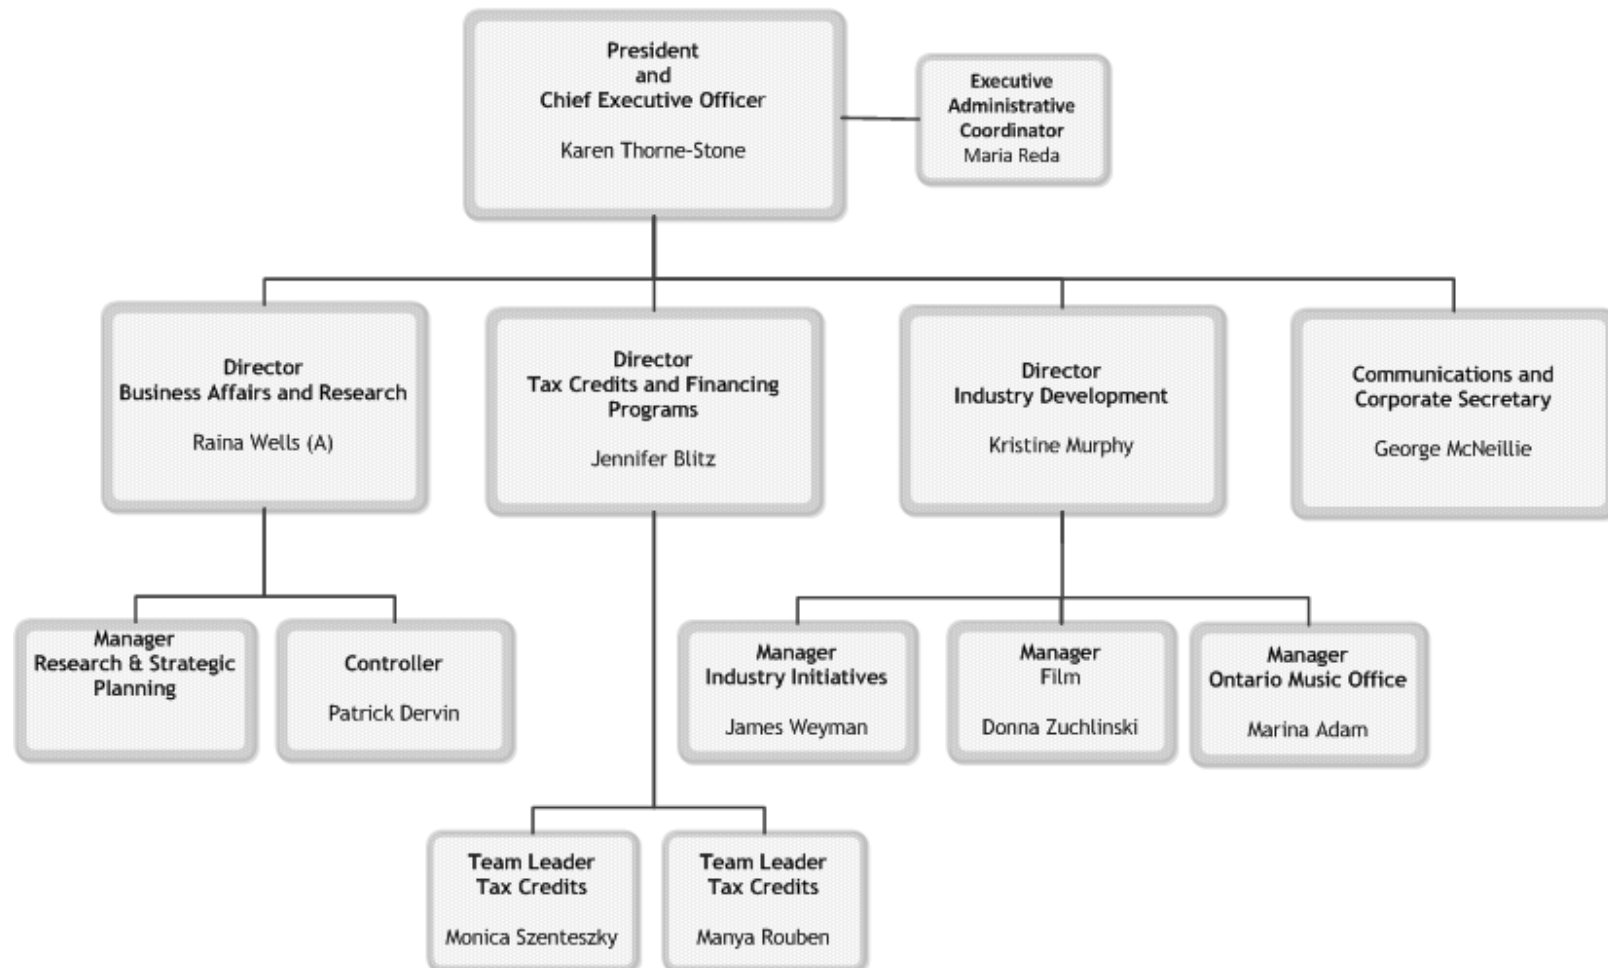 President
and
Chief Executive Officer
Karen Thorne-Stone
Executive
Administrative
Coordinator
Maria Reda
Director
Business Affairs and Research
Raina Wells (A)
Director
Tax Credits and Financing
Programs
Jennifer Blitz
Director
Industry Development
Kristine Murphy
Communications and
Corporate Secretary
George McNeillie
Manager
Research & Strategic
Planning
Controller
Patrick Dervin
Manager
Industry Initiatives
James Weyman
Manager
Film
Donna Zuchlinski
Manager
Ontario Music Office
Marina Adam
Team Leader
Tax Credits
Monica Szenteszky
Team Leader
Tax Credits
Manya Rouben